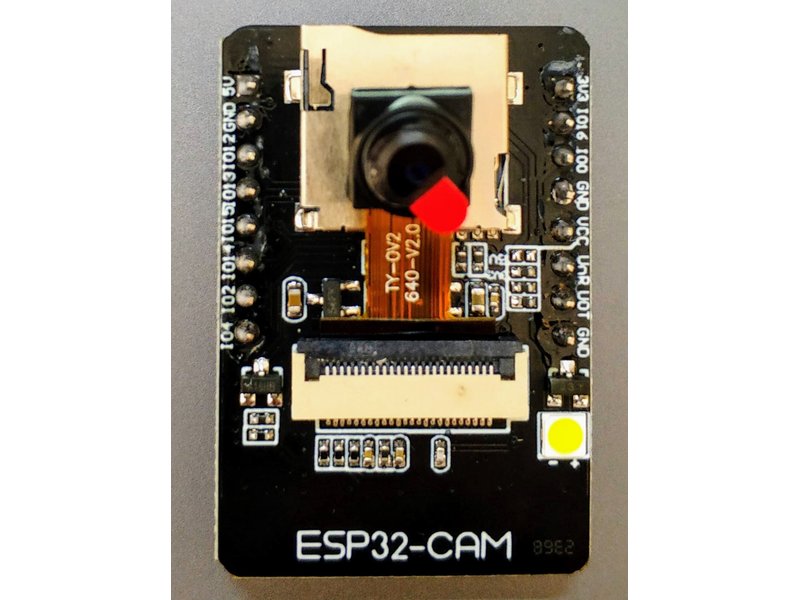 5V
GND
IO12
IO13
IO15
IO14
IO2
IO4
3V3
IO16
IO0
GND
VCC
UOR
UOT
GND
TY-OV2
640-V2.0
ESP32-CAM